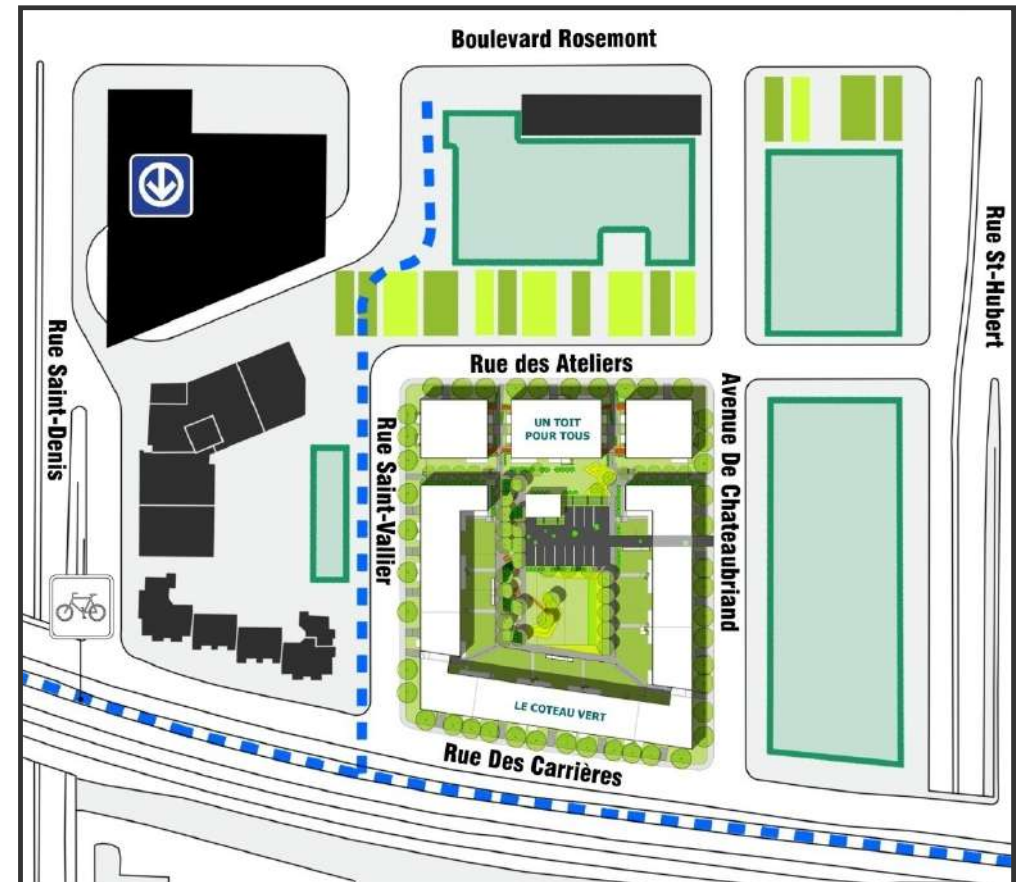 Boulevard Rosemont
Rue St-Hubert
Rue Saint-Denis
Rue des Ateliers
Avenue De Chateaubriand
Rue Saint-Vallier
UN TOIT
POUR TOUS
LE COTEAU VERT
Rue Des Carrières